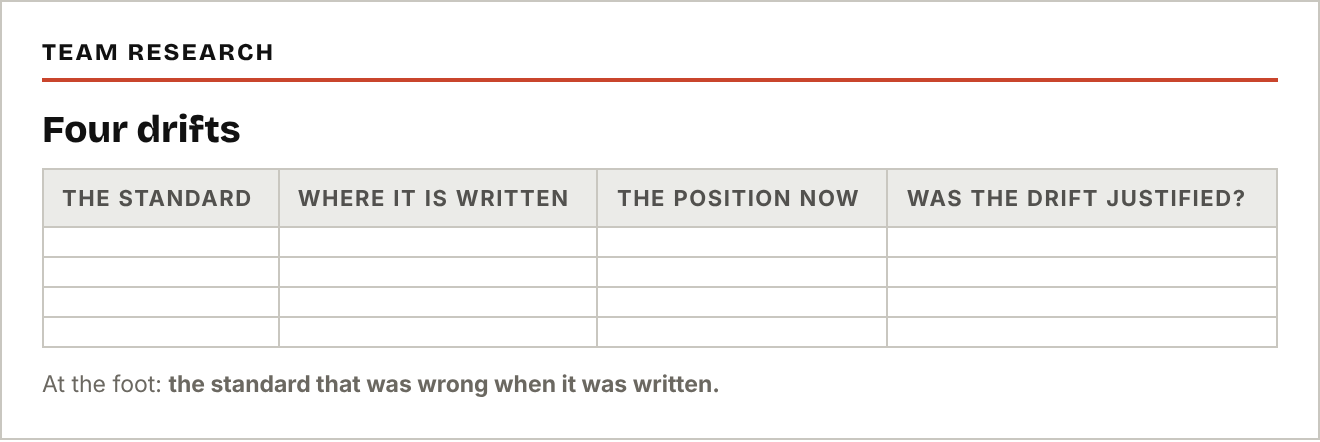 TEAM RESEARCH
Four drifts
THE STANDARD WHERE IT IS WRITTEN THE POSITION NOW WAS THE DRIFT JUSTIFIED?
At the foot: the standard that was wrong when it was written.